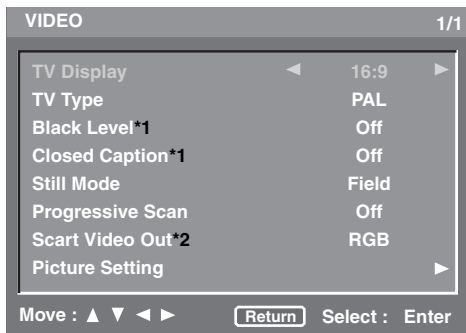 VIDEO 1/1
TV Display ◀ 16:9 ▶
TV Type PAL
Black Level*1 Off
Closed Caption*1 Off
Still Mode Field
Progressive Scan Off
Scart Video Out*2 RGB
Picture Setting ▶
Move : ▲ ▼ ◀ ▶ Return Select : Enter